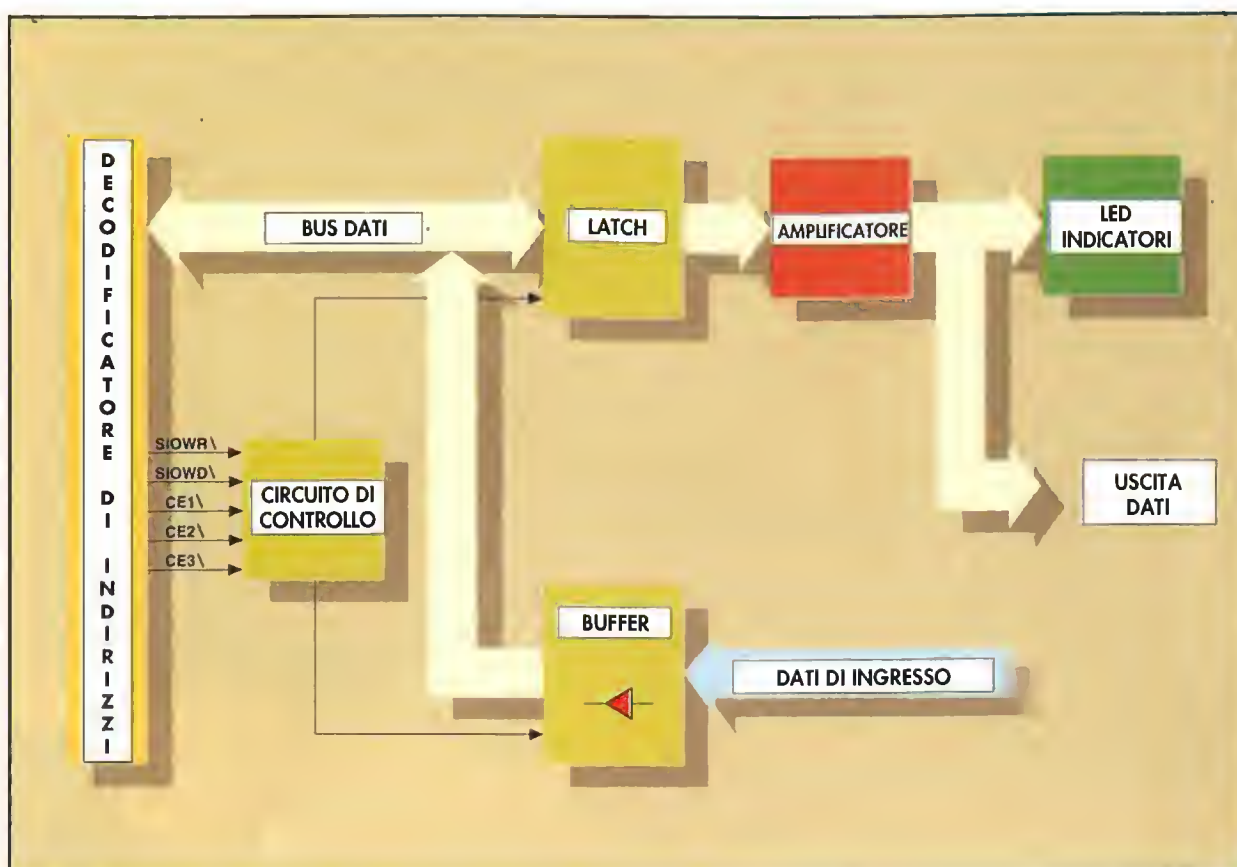 DECODIFICATORE DI INDIRIZZI
BUS DATI
LATCH
AMPLIFICATORE
LED
INDICATORI
SIOWR\
SIOWD\
CE1\
CE2\
CE3\
CIRCUITO DI
CONTROLLO
USCITA
DATI
BUFFER
DATI DI INGRESSO